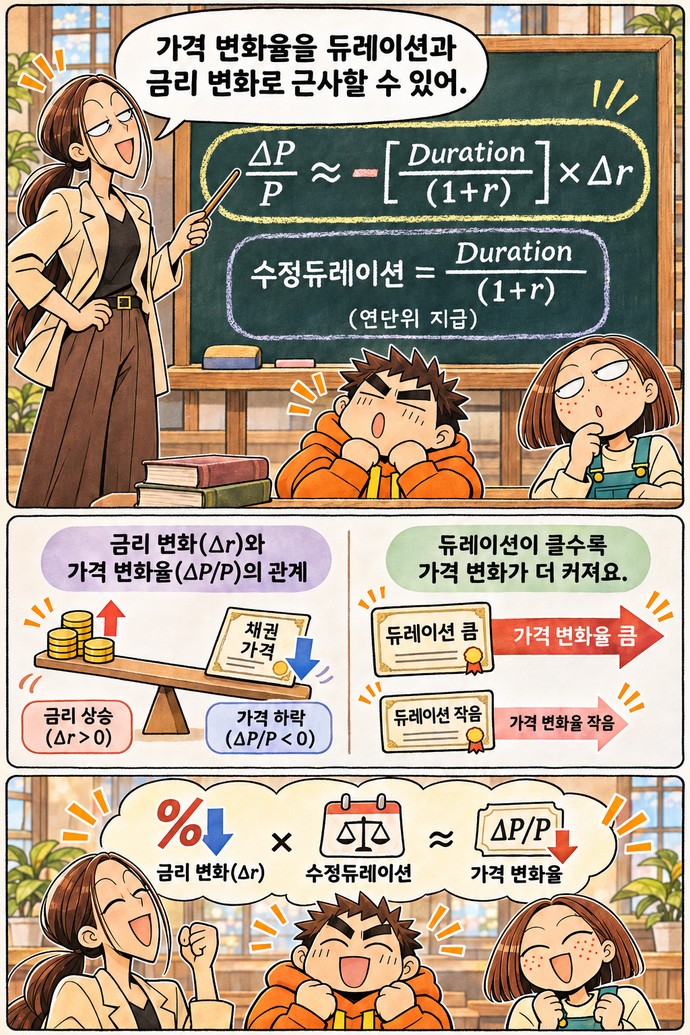 가격 변화율을 듀레이션과
금리 변화로 근사할 수 있어.
ΔP/P ≈ -[Duration/(1+r)] × Δr
수정듀레이션 = Duration/(1+r)
(연단위 지급)
금리 변화(Δr)와
가격 변화율(ΔP/P)의 관계
채권
가격
금리 상승
(Δr > 0)
가격 하락
(ΔP/P < 0)
듀레이션이 클수록
가격 변화가 더 커져요.
듀레이션 큼
가격 변화율 큼
듀레이션 작음
가격 변화율 작음
% × ≈ ΔP/P
금리 변화(Δr) 수정듀레이션 가격 변화율